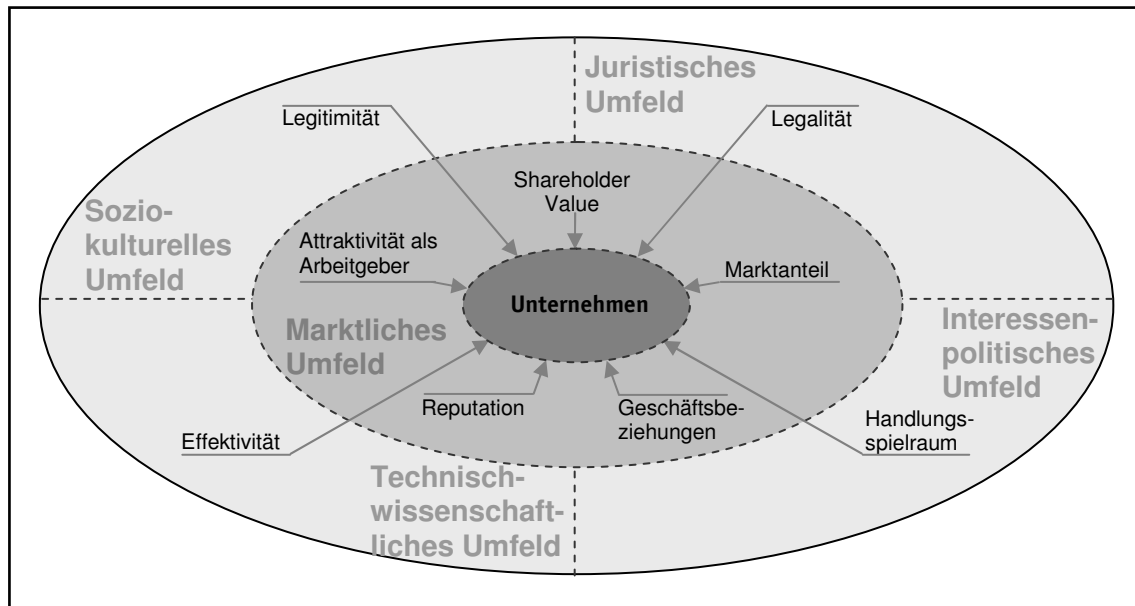 Juristisches
Umfeld
Legitimität
Legalität
Shareholder
Value
Sozio-
kulturelles
Umfeld
Attraktivität als
Arbeitgeber
Marktanteil
Unternehmen
Marktliches
Umfeld
Interessen-
politisches
Umfeld
Reputation
Geschäftsbe-
ziehungen
Handlungs-
spielraum
Effektivität
Technisch-
wissenschaft-
liches Umfeld